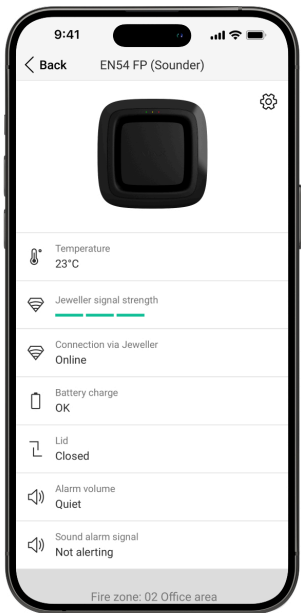 9:41
Back
EN54 FP (Sounder)
Temperature
23°C
Jeweller signal strength
Connection via Jeweller
Online
Battery charge
OK
Lid
Closed
Alarm volume
Quiet
Sound alarm signal
Not alerting
Fire zone: 02 Office area